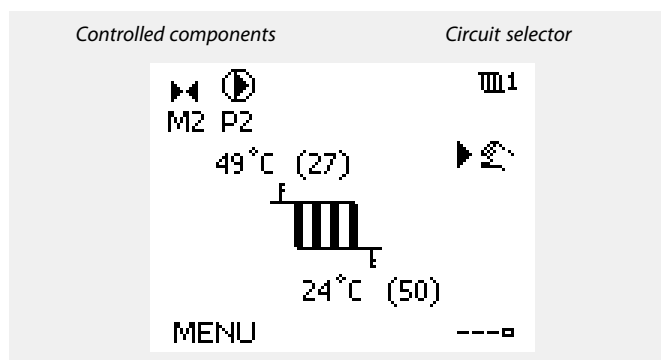 Controlled components Circuit selector
1
M2 P2
49°C (27)
24°C (50)
MENU